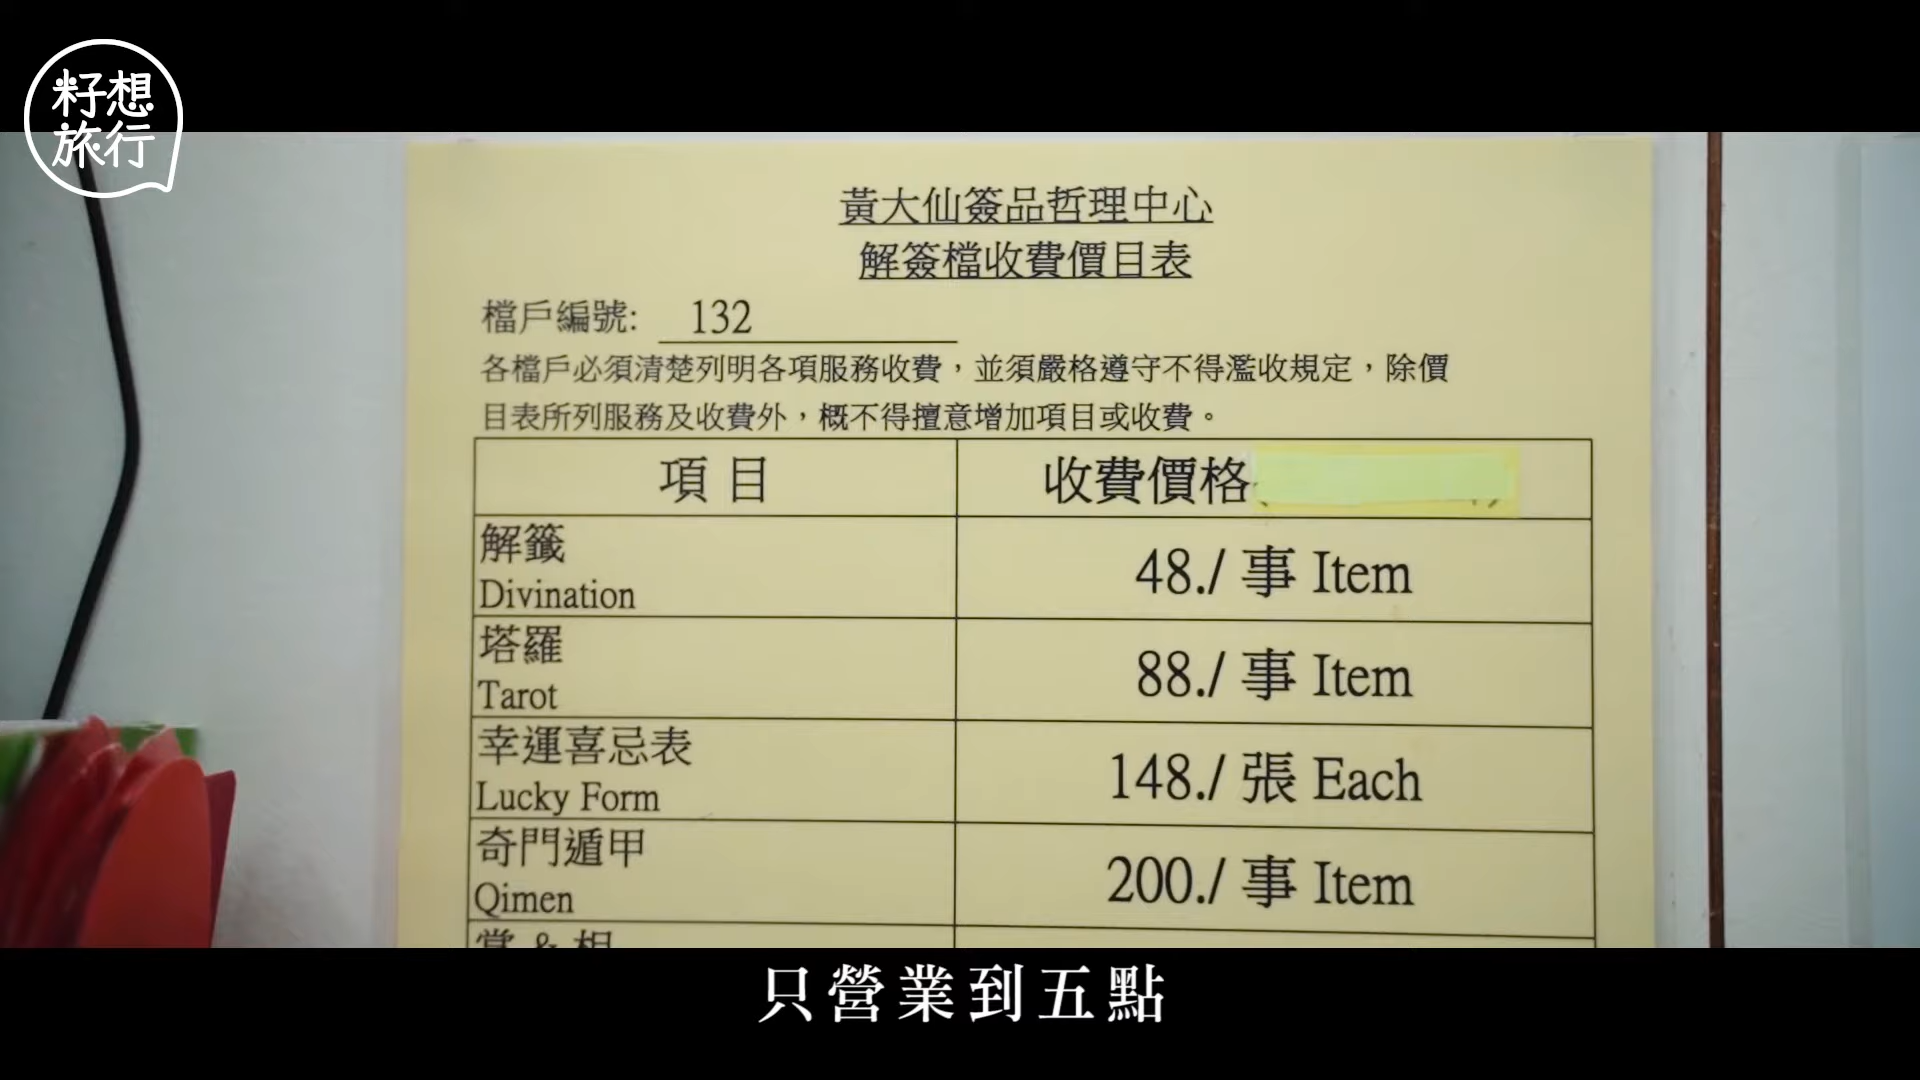 籽想
旅行
黃大仙簽品哲理中心
解簽檔收費價目表
檔戶編號: 132
各檔戶必須清楚列明各項服務收費，並須嚴格遵守不得濫收規定，除價
目表所列服務及收費外，概不得擅意增加項目或收費。
項目 收費價格
解籤
Divination
48./ 事 Item
塔羅
Tarot
88./ 事 Item
幸運喜忌表
Lucky Form
148./ 張 Each
奇門遁甲
Qimen
200./ 事 Item
掌 & 相
只營業到五點